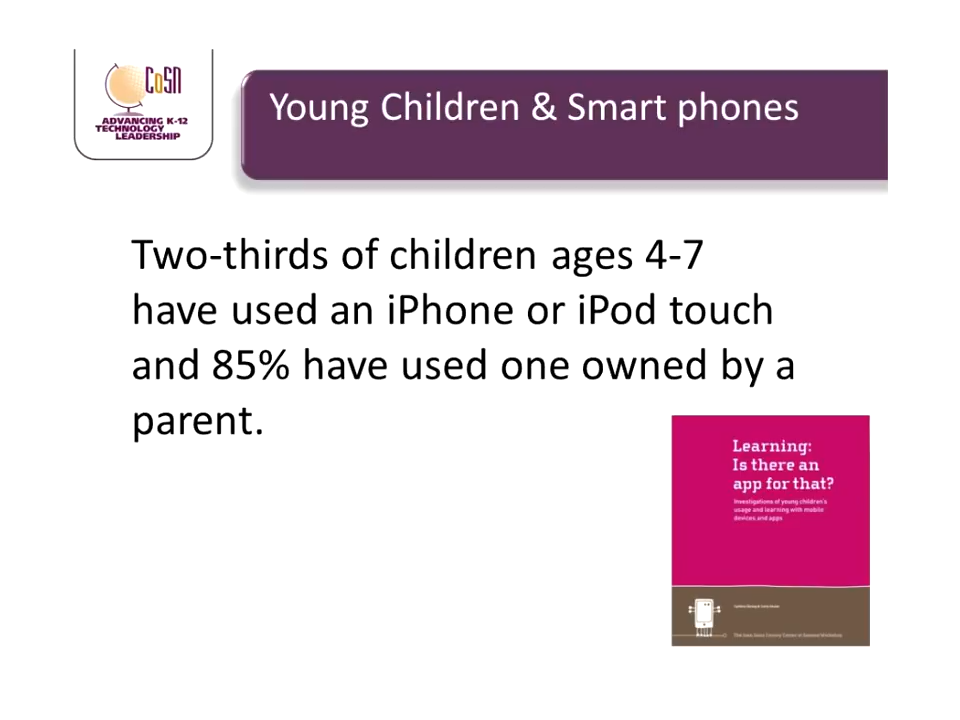 CoSN
ADVANCING K-12
TECHNOLOGY
LEADERSHIP
Young Children & Smart phones
Two-thirds of children ages 4-7
have used an iPhone or iPod touch
and 85% have used one owned by a
parent.
Learning:
Is there an
app for that?
Investigations of young children's
usage and learning with mobile
devices and apps